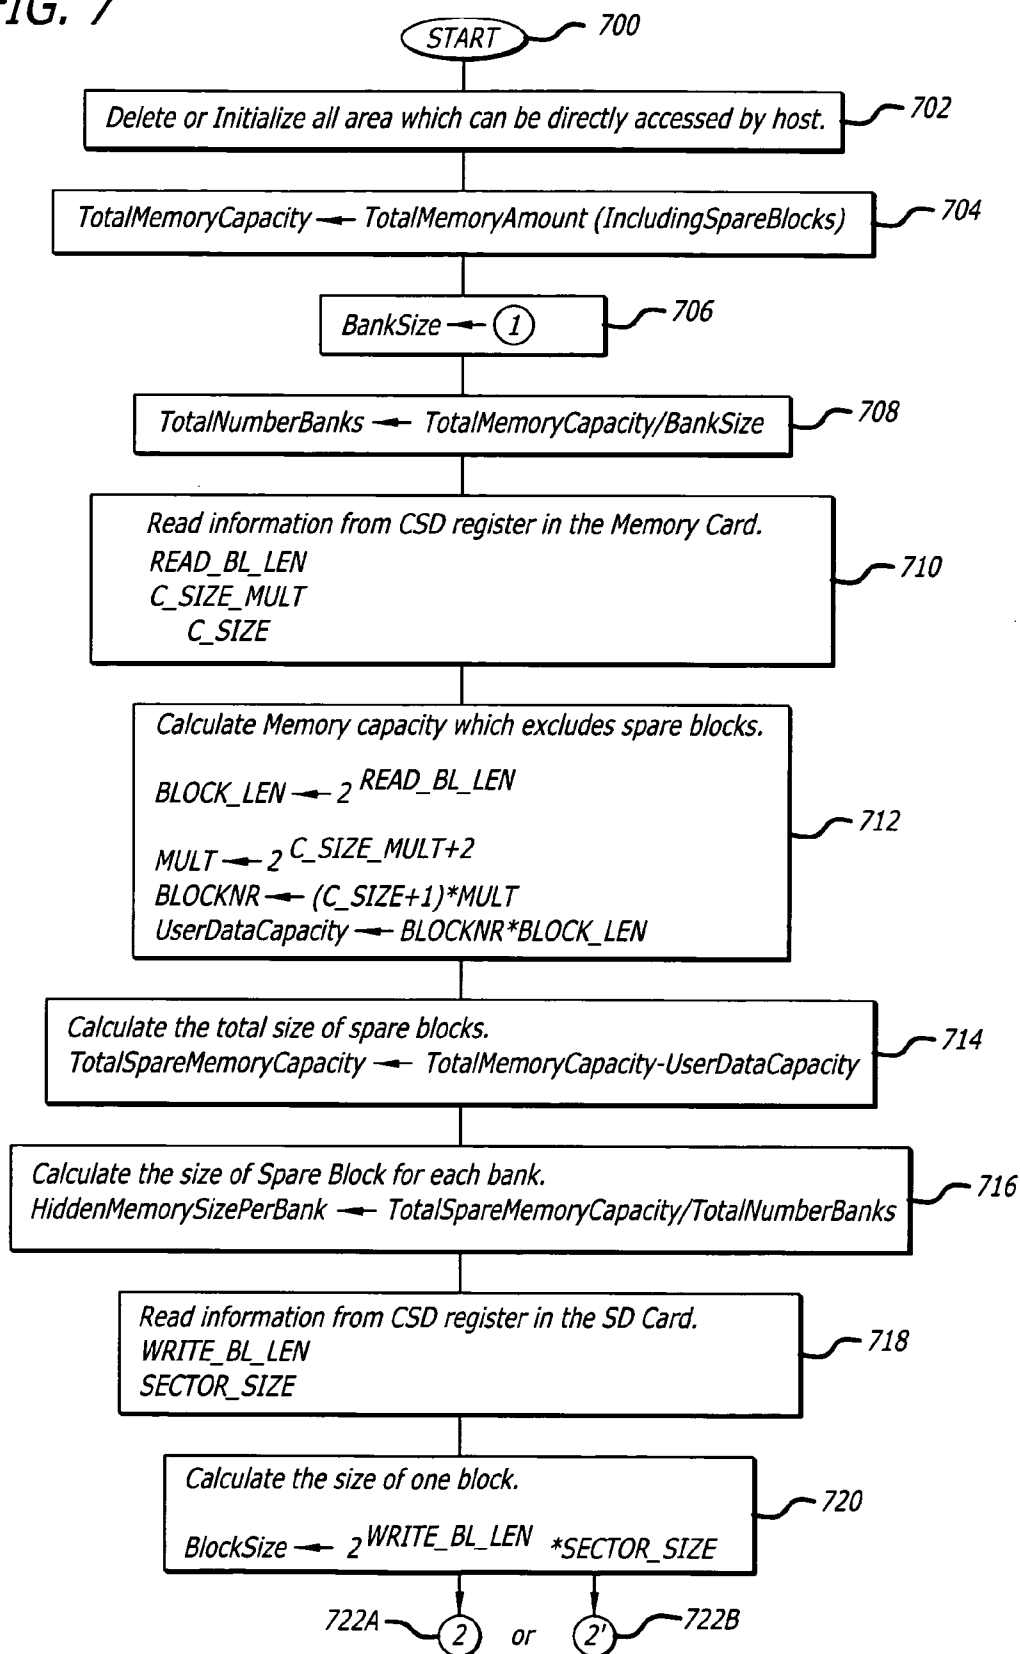 FIG. 7
START 700
Delete or Initialize all area which can be directly accessed by host. 702
TotalMemoryCapacity ← TotalMemoryAmount (IncludingSpareBlocks) 704
BankSize ← 1 706
TotalNumberBanks ← TotalMemoryCapacity/BankSize 708
Read information from CSD register in the Memory Card.
READ_BL_LEN 710
C_SIZE_MULT
C_SIZE
Calculate Memory capacity which excludes spare blocks.
BLOCK_LEN ← 2 READ_BL_LEN
712
MULT ← 2 C_SIZE_MULT+2
BLOCKNR ← (C_SIZE+1)*MULT
UserDataCapacity ← BLOCKNR*BLOCK_LEN
Calculate the total size of spare blocks. 714
TotalSpareMemoryCapacity ← TotalMemoryCapacity-UserDataCapacity
Calculate the size of Spare Block for each bank. 716
HiddenMemorySizePerBank ← TotalSpareMemoryCapacity/TotalNumberBanks
Read information from CSD register in the SD Card. 718
WRITE_BL_LEN
SECTOR_SIZE
Calculate the size of one block. 720
BlockSize ← 2 WRITE_BL_LEN *SECTOR_SIZE
722A 2 or 2' 722B